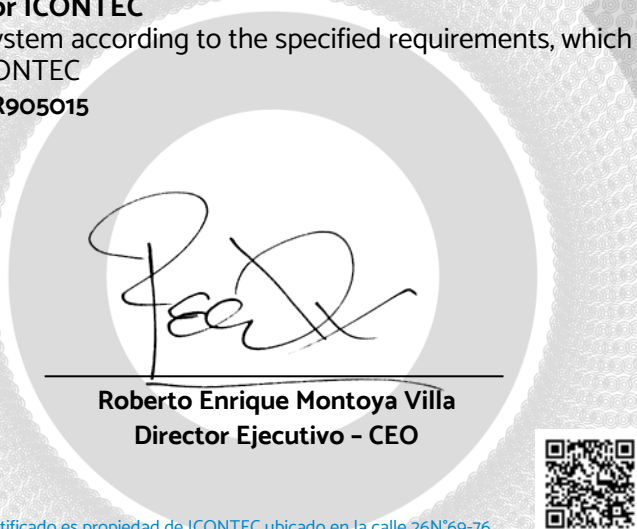 or ICONTEC
ystem according to the specified requirements, which
ONTEC
R905015
Roberto Enrique Montoya Villa
Director Ejecutivo – CEO
tificado es propiedad de ICONTEC ubicado en la calle 26N°69-76